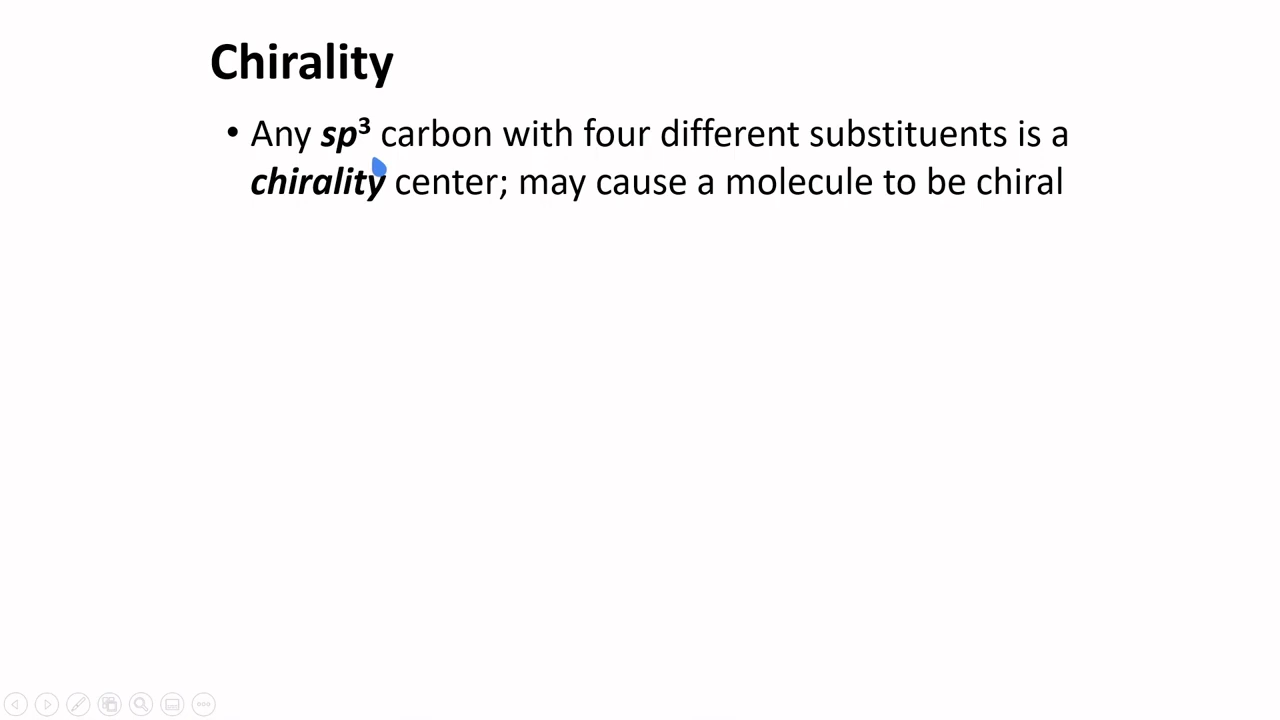 Chirality
• Any sp³ carbon with four different substituents is a
chirality center; may cause a molecule to be chiral